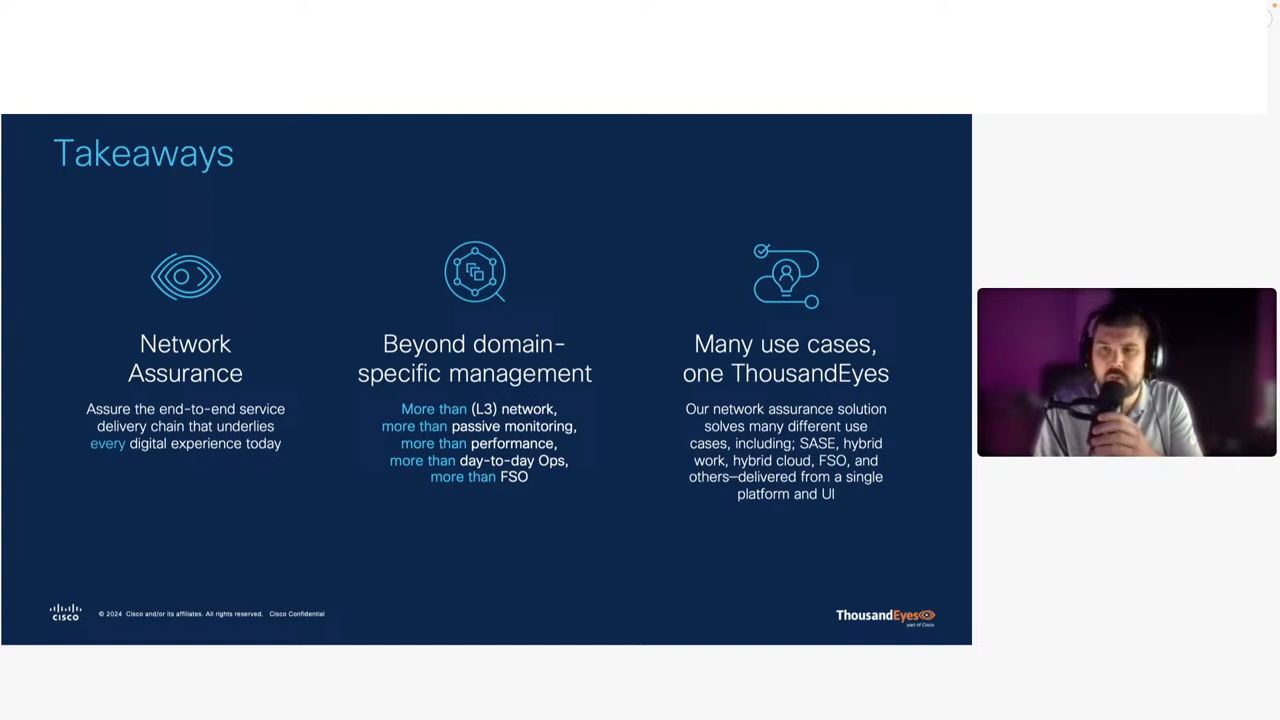 Takeaways
Network
Assurance
Assure the end-to-end service
delivery chain that underlies
every digital experience today
Beyond domain-
specific management
More than (L3) network,
more than passive monitoring,
more than performance,
more than day-to-day Ops,
more than FSO
Many use cases,
one ThousandEyes
Our network assurance solution
solves many different use
cases, including; SASE, hybrid
work, hybrid cloud, FSO, and
others—delivered from a single
platform and UI
CISCO
© 2024 Cisco and/or its affiliates. All rights reserved. Cisco Confidential
ThousandEyes
part of Cisco